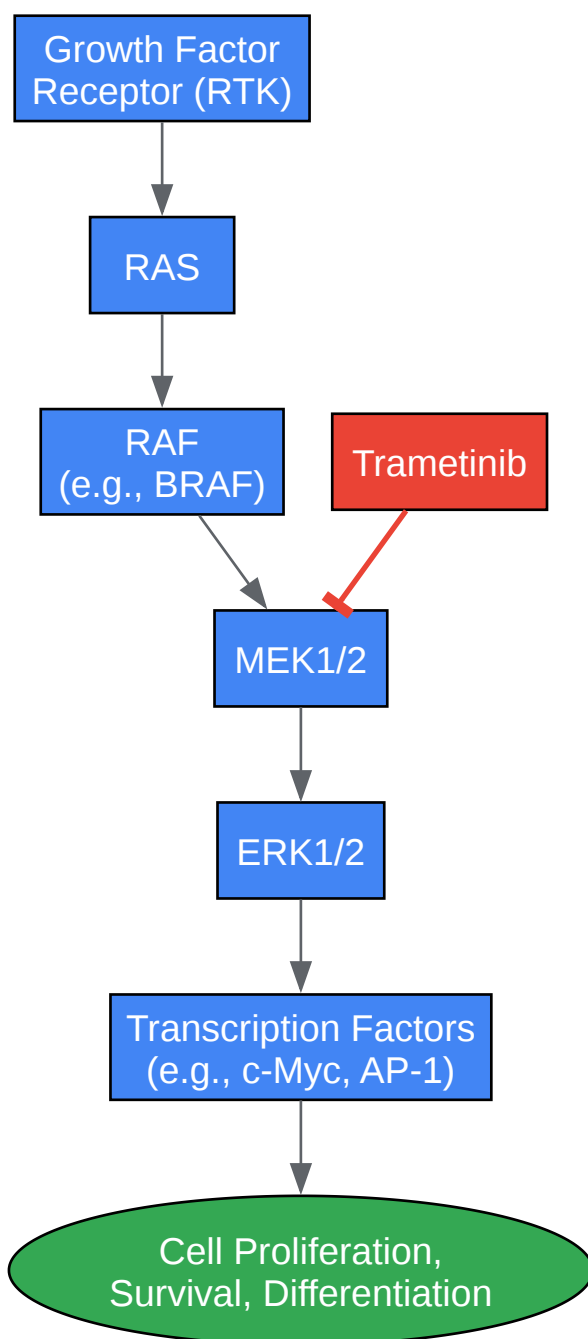 Growth Factor
Receptor (RTK)
RAS
RAF
(e.g., BRAF)
Trametinib
MEK1/2
ERK1/2
Transcription Factors
(e.g., c-Myc, AP-1)
Cell Proliferation,
Survival, Differentiation